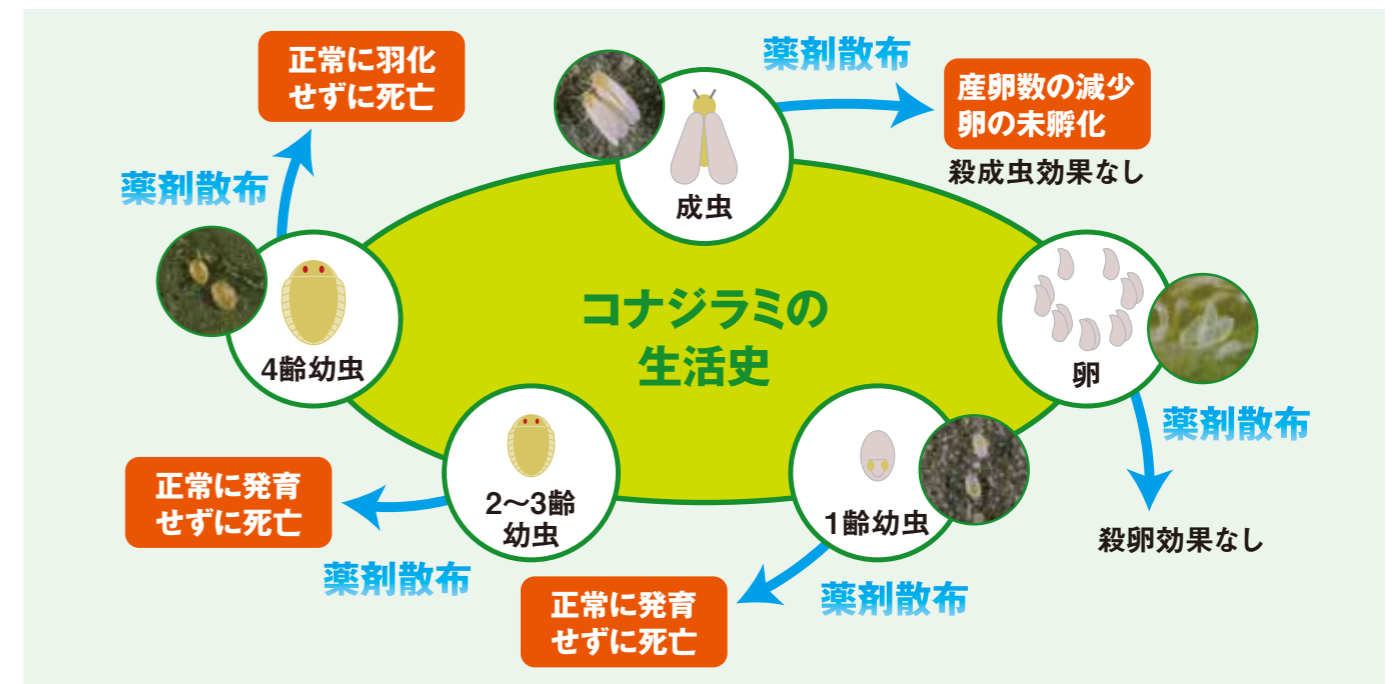 コナジラミの
生活史
成虫
薬剤散布
産卵数の減少
卵の未孵化
殺成虫効果なし
卵
薬剤散布
殺卵効果なし
1齢幼虫
薬剤散布
正常に発育
せずに死亡
2〜3齢
幼虫
薬剤散布
正常に発育
せずに死亡
4齢幼虫
薬剤散布
正常に羽化
せずに死亡